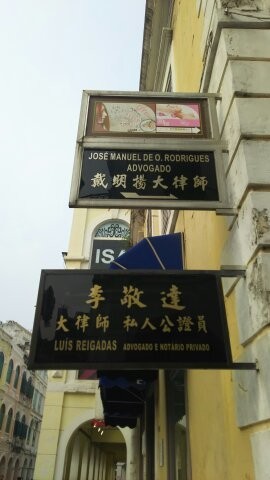 JOSÉ MANUEL DE O. RODRIGUES
ADVOGADO
戴明揚大律師
ISA
李敬達
大律師 私人公證員
LUÍS REIGADAS ADVOGADO E NOTÁRIO PRIVADO